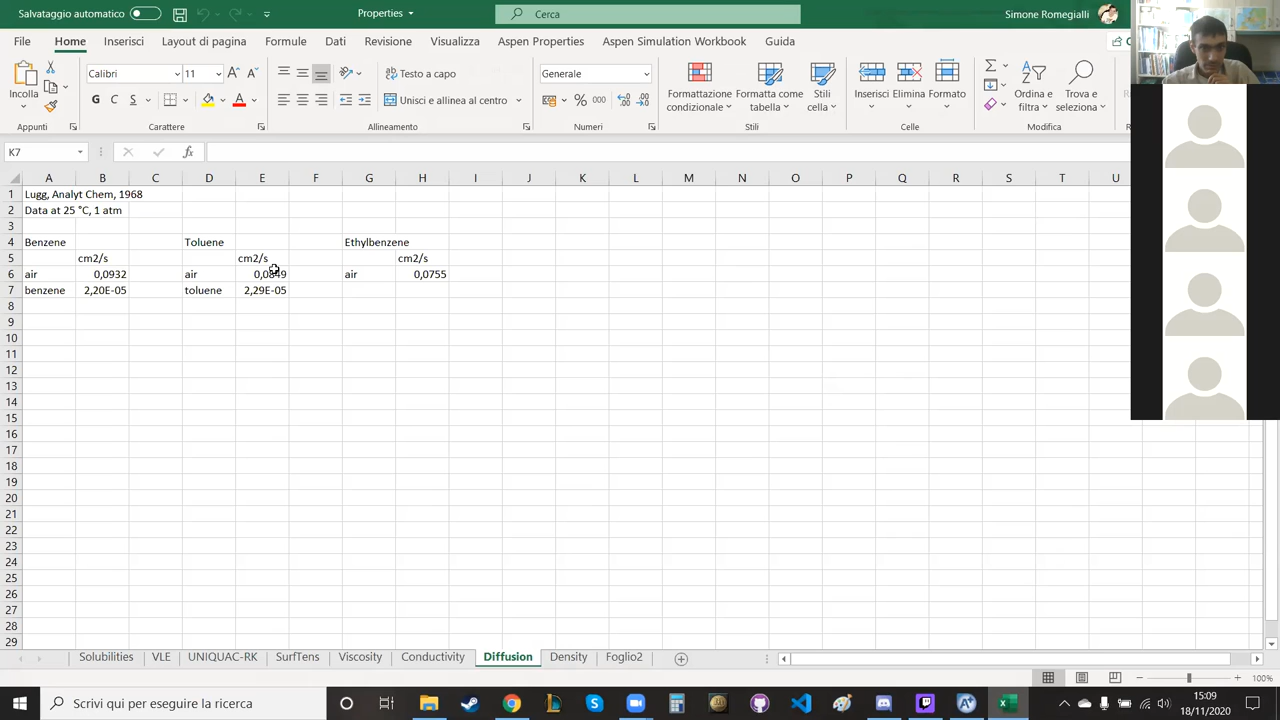 Salvataggio automatico
Properties
Cerca
Simone Romegialli
File Home Inserisci Layout di pagina Formule Dati Revisione Visualizza Aspen Properties Aspen Simulation Workbook Guida
Incolla
Calibri 11
G C S
Testo a capo
Unisci e allinea al centro
Generale
% 000
Formattazione condizionale
Formatta come tabella
Stili cella
Inserisci Elimina Formato
Ordina e filtra
Trova e seleziona
Appunti Carattere Allineamento Numeri Stili Celle Modifica
K7 fx
A B C D E F G H I J K L M N O P Q R S T U
1 Lugg, Analyt Chem, 1968
2 Data at 25 °C, 1 atm
3
4 Benzene Toluene Ethylbenzene
5 cm2/s cm2/s cm2/s
6 air 0,0932 air 0,0849 air 0,0755
7 benzene 2,20E-05 toluene 2,29E-05
8
9
10
11
12
13
14
15
16
17
18
19
20
21
22
23
24
25
26
27
28
29
Solubilities VLE UNIQUAC-RK SurfTens Viscosity Conductivity Diffusion Density Foglio2
100%
Scrivi qui per eseguire la ricerca
15:09
18/11/2020